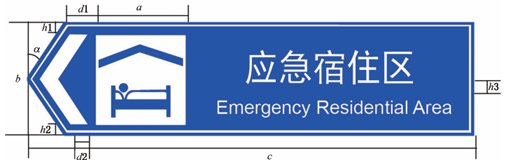 d1 a
h1
α
b
应急宿住区
Emergency Residential Area
h3
h2
d2 c